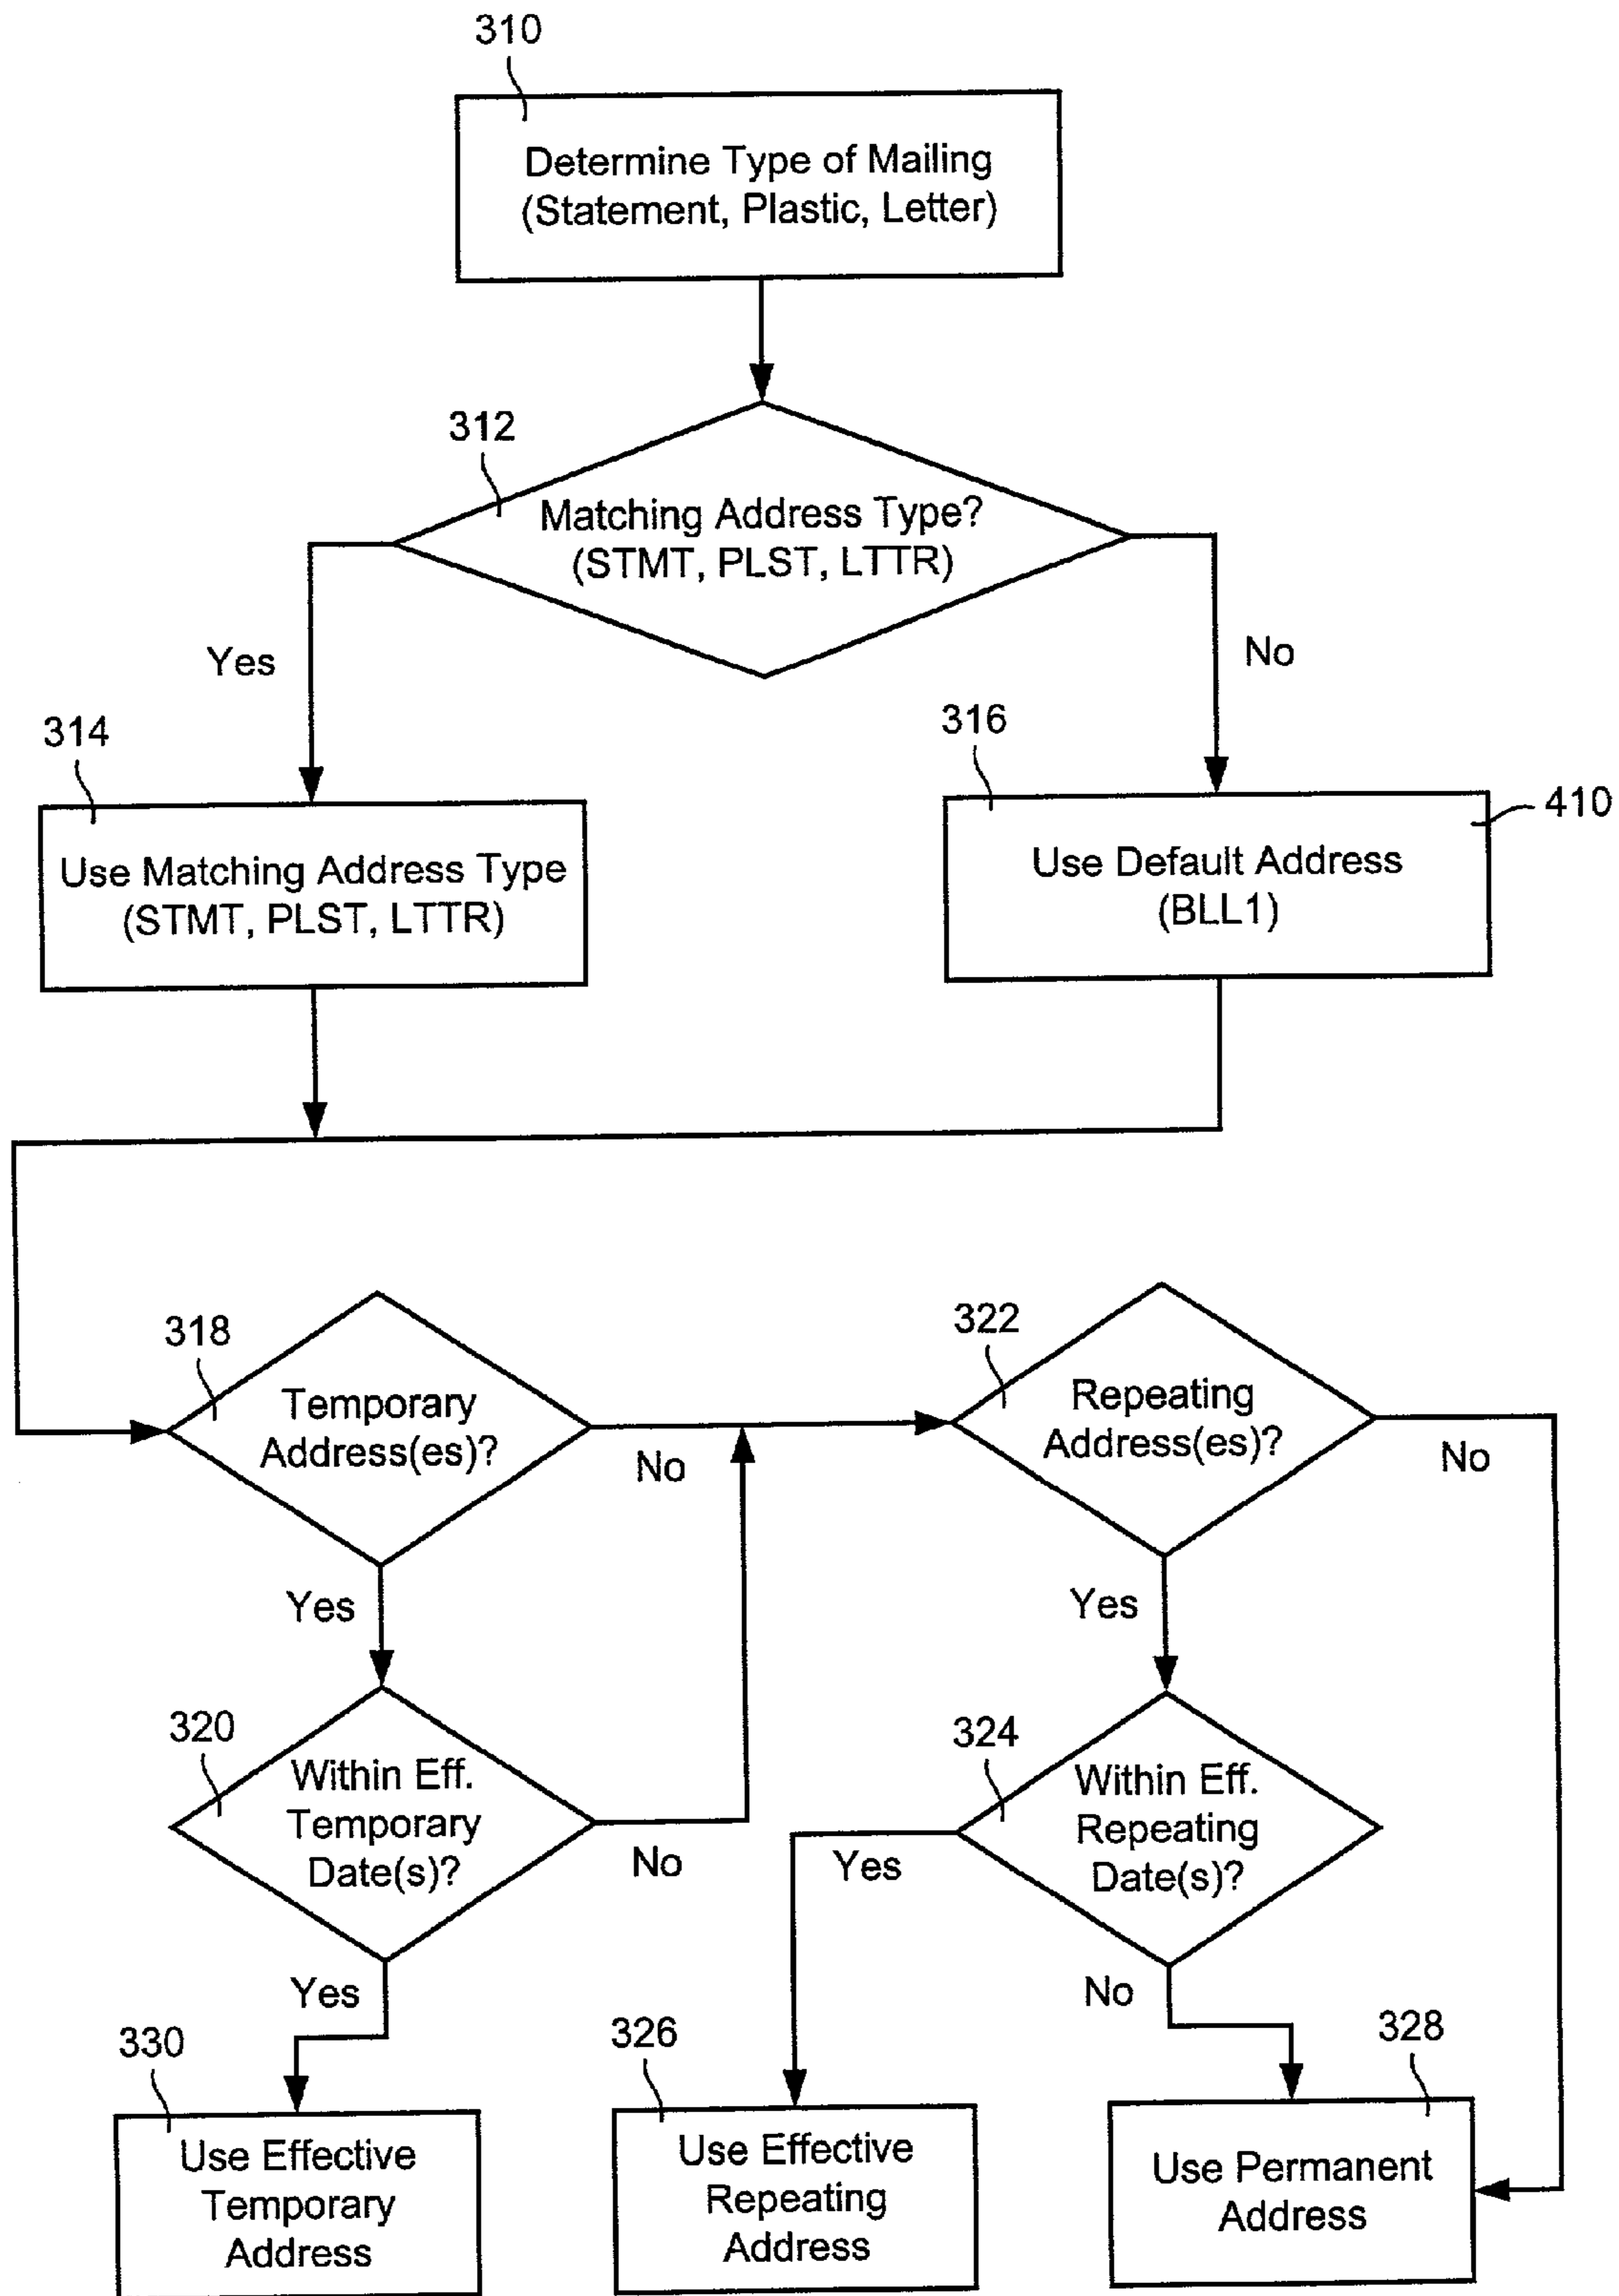 310
Determine Type of Mailing
(Statement, Plastic, Letter)
312
Matching Address Type?
(STMT, PLST, LTTR)
Yes
No
314
316
410
Use Matching Address Type
(STMT, PLST, LTTR)
Use Default Address
(BLL1)
318
Temporary
Address(es)?
No
322
Repeating
Address(es)?
No
Yes
Yes
320
Within Eff.
Temporary
Date(s)?
No
324
Within Eff.
Repeating
Date(s)?
Yes
Yes
No
330
Use Effective
Temporary
Address
326
Use Effective
Repeating
Address
328
Use Permanent
Address